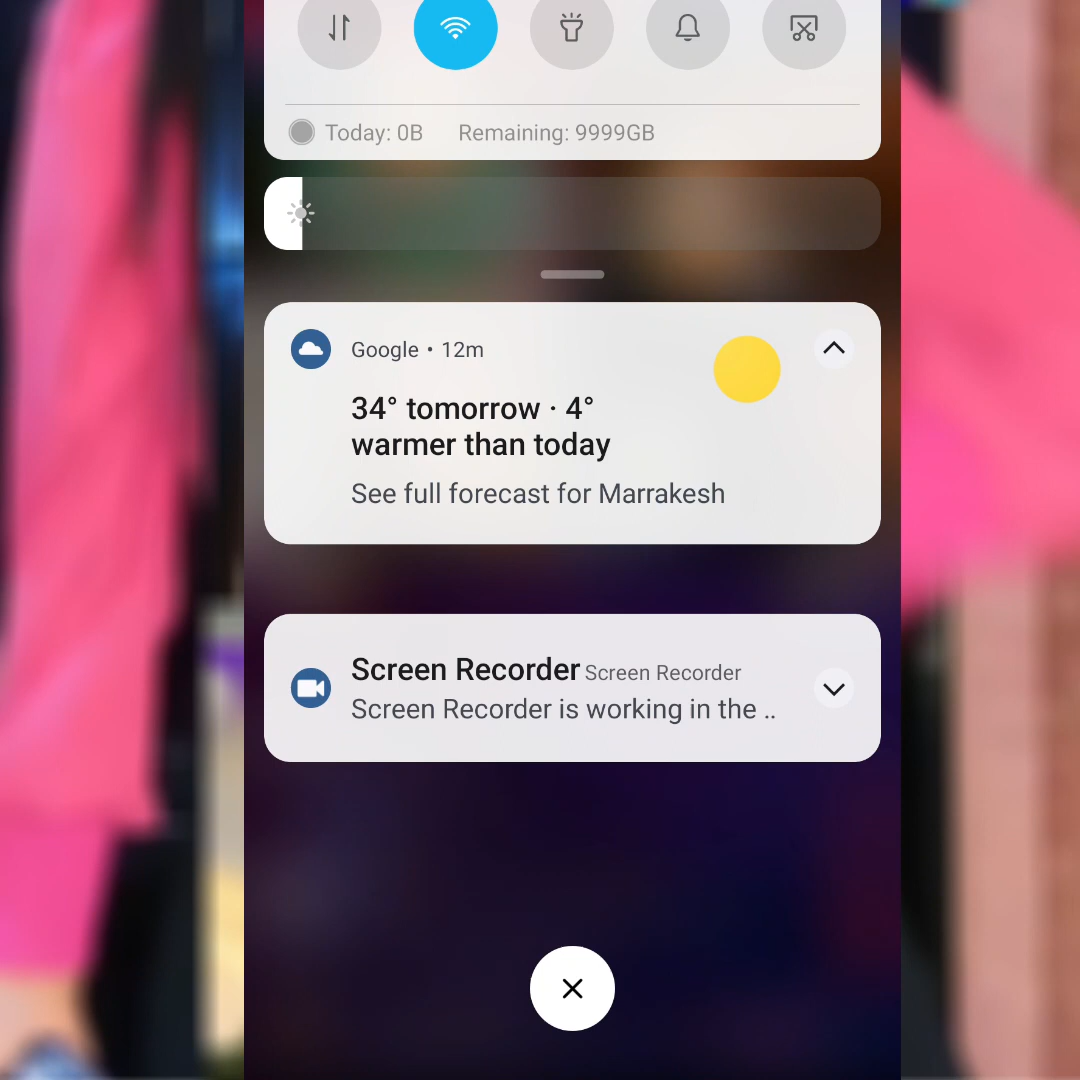 Today: 0B Remaining: 9999GB
Google • 12m
34° tomorrow · 4°
warmer than today
See full forecast for Marrakesh
Screen Recorder Screen Recorder
Screen Recorder is working in the ..